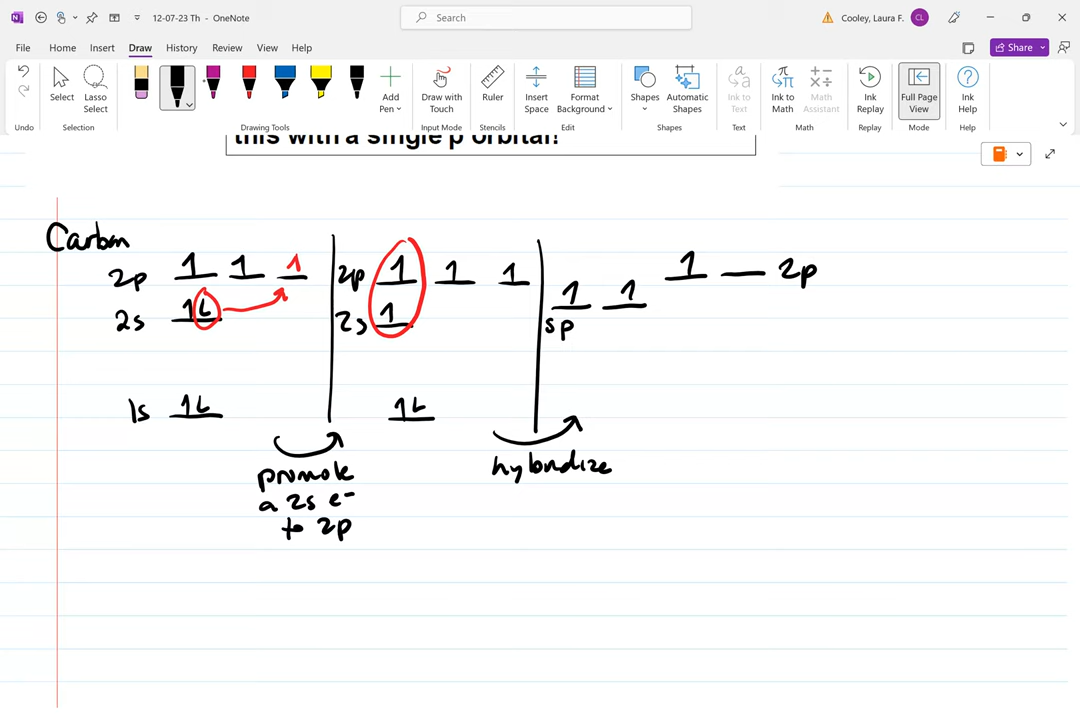 12-07-23 Th - OneNote
Search
Cooley, Laura F.
CL
File Home Insert Draw History Review View Help
Share
Undo
Select
Lasso Select
Add Pen
Draw with Touch
Ruler
Insert Space
Format Background
Shapes
Automatic Shapes
Ink to Text
Ink to Math
Math Assistant
Ink Replay
Full Page View
Ink Help
Undo Selection Drawing Tools Input Mode Stencils Edit Shapes Text Math Replay Mode Help
this with a single p orbital!
Carbon
2p 1 1 1
2s 1L
1s 1L
promote
a 2s e-
to 2p
2p 1 1 1
2s 1
1L
hybridize
1 1
sp
1 2p